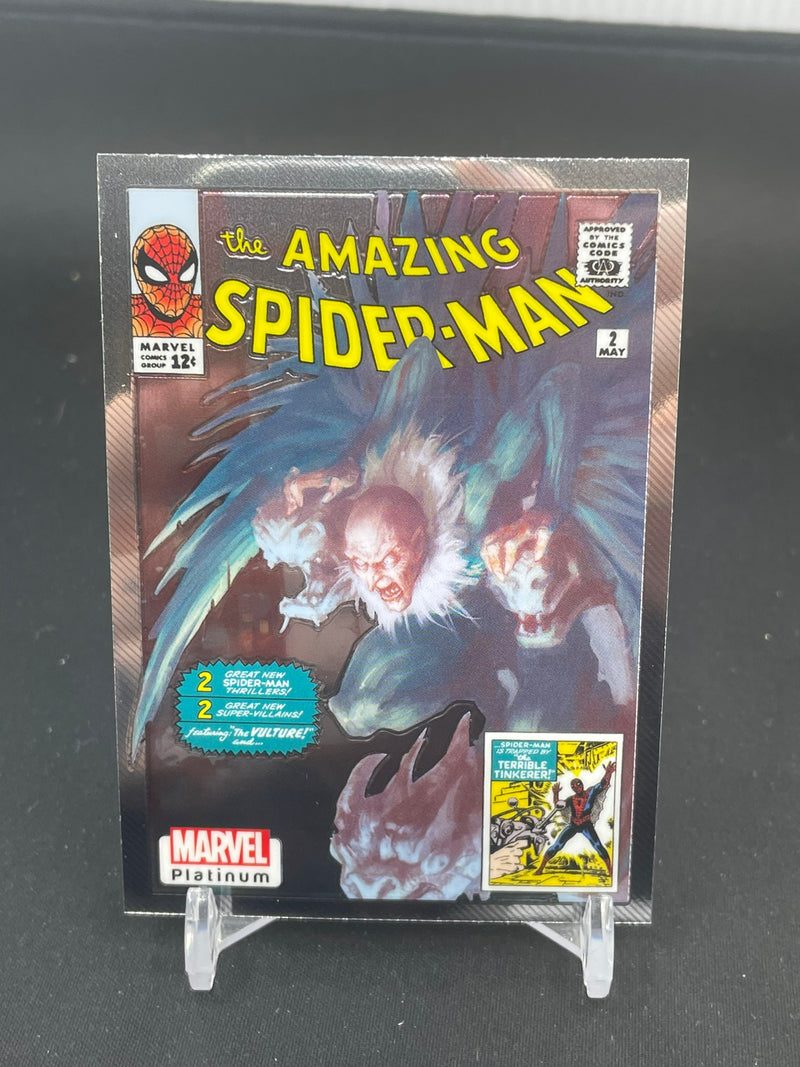 the AMAZING
SPIDER-MAN
APPROVED
BY THE
COMICS
CODE
CA
AUTHORITY
IND.
MARVEL
COMICS
GROUP 12¢
2
MAY
2 GREAT NEW
SPIDER-MAN
THRILLERS!
2 GREAT NEW
SUPER-VILLAINS!
featuring: "The VULTURE!"
and...
...SPIDER-MAN
IS TRAPPED BY
"the
TERRIBLE
TINKERER!"
MARVEL
Platinum